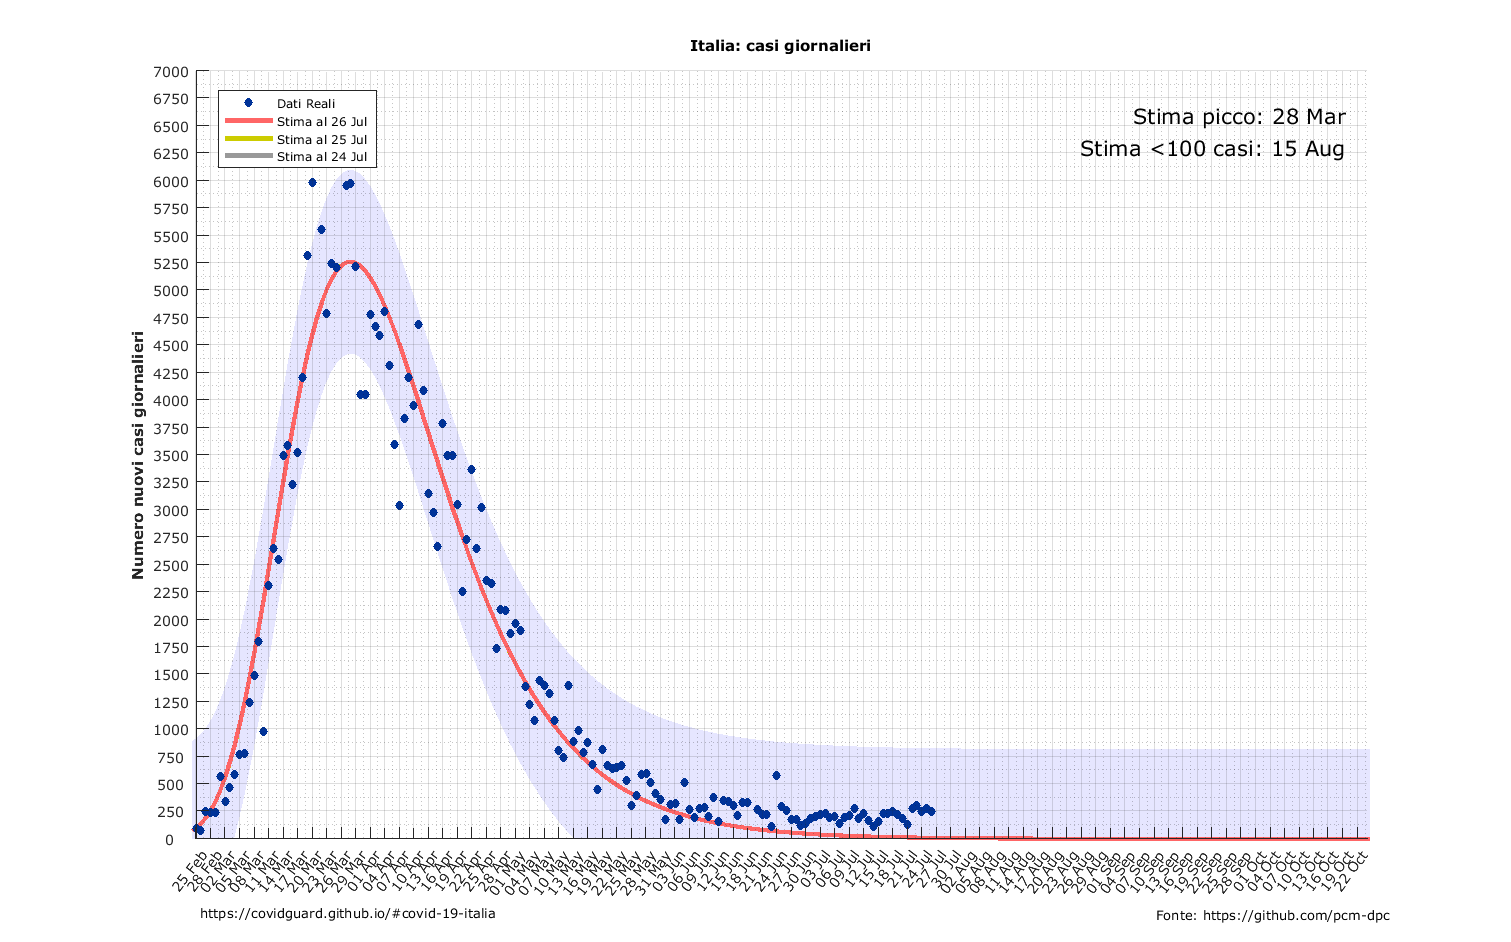 Italia: casi giornalieri
Dati Reali
Stima al 26 Jul
Stima al 25 Jul
Stima al 24 Jul
Stima picco: 28 Mar
Stima <100 casi: 15 Aug
Numero nuovi casi giornalieri
7000
6750
6500
6250
6000
5750
5500
5250
5000
4750
4500
4250
4000
3750
3500
3250
3000
2750
2500
2250
2000
1750
1500
1250
1000
750
500
250
0
25 Feb
28 Feb
02 Mar
05 Mar
08 Mar
11 Mar
14 Mar
17 Mar
20 Mar
23 Mar
26 Mar
29 Mar
01 Apr
04 Apr
07 Apr
10 Apr
13 Apr
16 Apr
19 Apr
22 Apr
25 Apr
28 Apr
01 May
04 May
07 May
10 May
13 May
16 May
19 May
22 May
25 May
28 May
31 May
03 Jun
06 Jun
09 Jun
12 Jun
15 Jun
18 Jun
21 Jun
24 Jun
27 Jun
30 Jun
03 Jul
06 Jul
09 Jul
12 Jul
15 Jul
18 Jul
21 Jul
24 Jul
27 Jul
30 Jul
02 Aug
05 Aug
08 Aug
11 Aug
14 Aug
17 Aug
20 Aug
23 Aug
26 Aug
29 Aug
01 Sep
04 Sep
07 Sep
10 Sep
13 Sep
16 Sep
19 Sep
22 Sep
25 Sep
28 Sep
01 Oct
04 Oct
07 Oct
10 Oct
13 Oct
16 Oct
19 Oct
22 Oct
https://covidguard.github.io/#covid-19-italia
Fonte: https://github.com/pcm-dpc